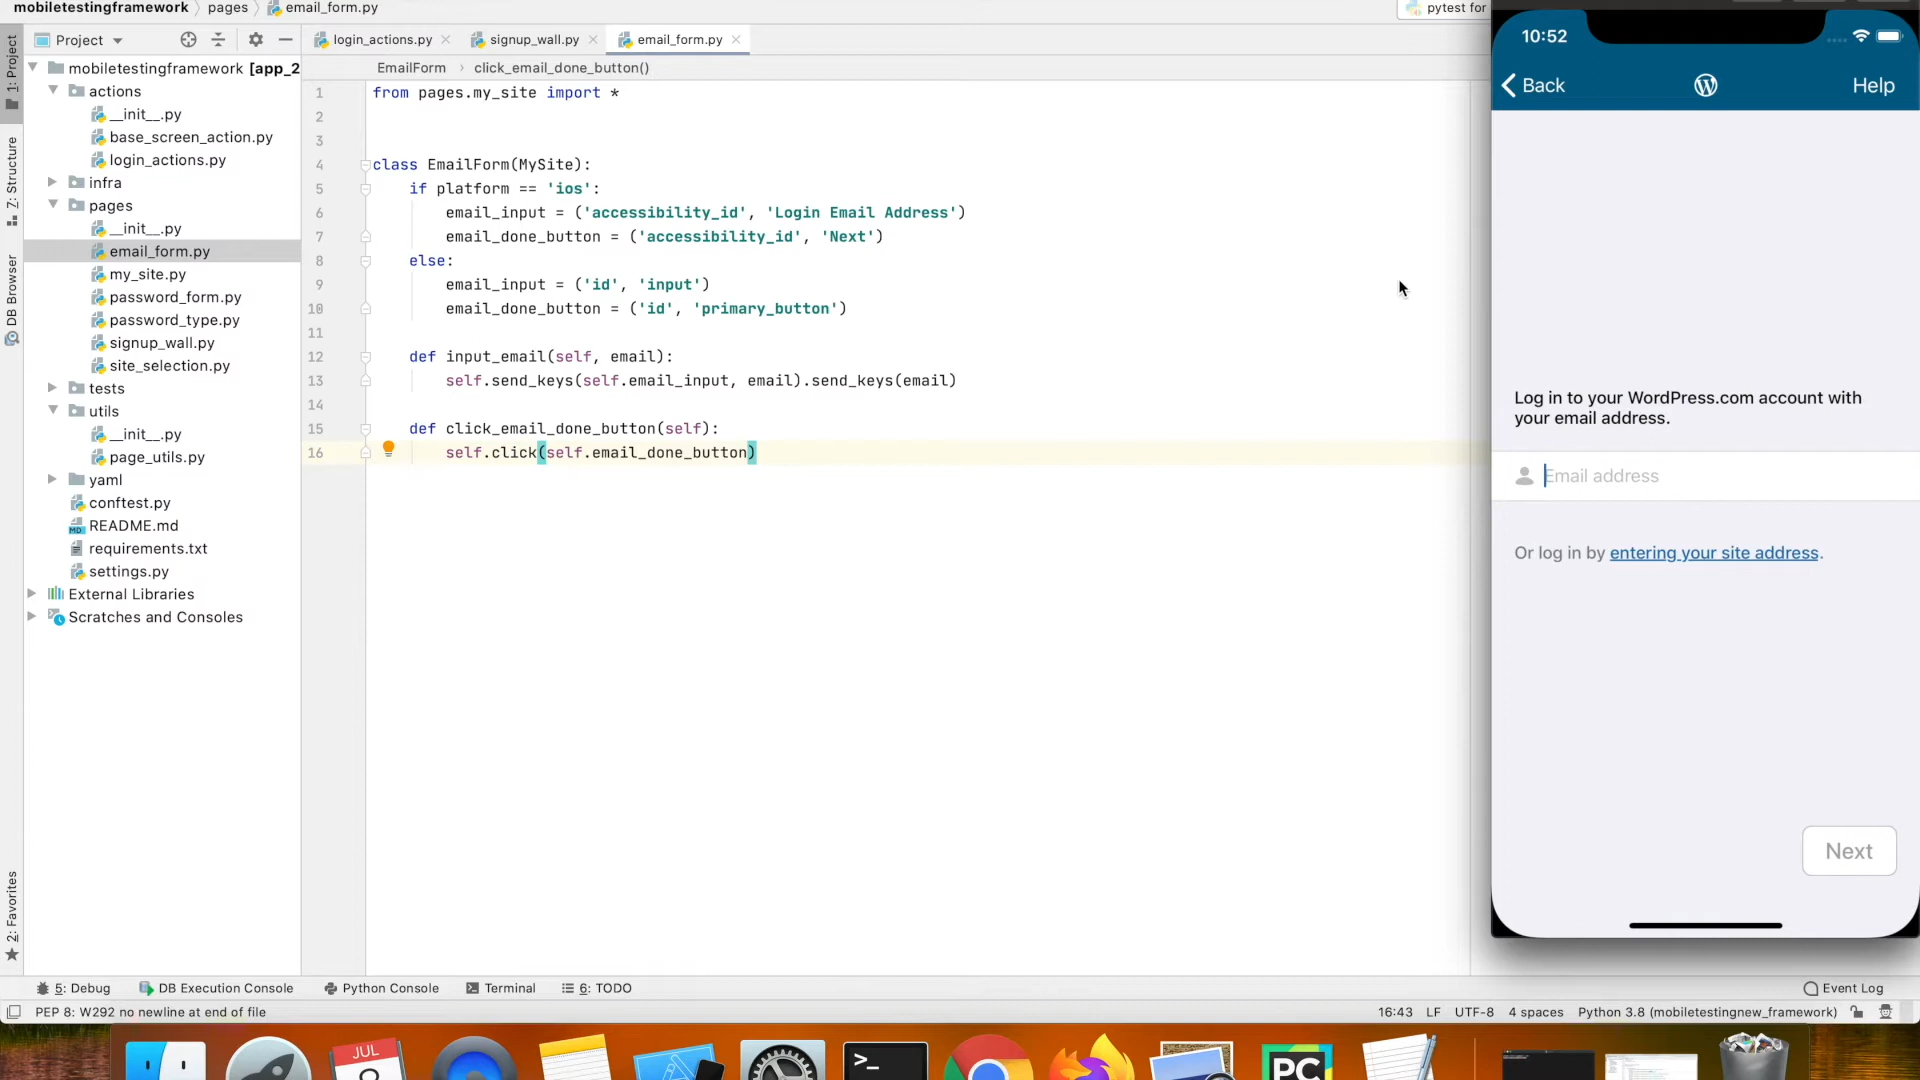 mobiletestingframework 〉 pages 〉 email_form.py
pytest for
1: Project
Z: Structure
DB Browser
2: Favorites
Project
mobiletestingframework [app_2
actions
__init__.py
base_screen_action.py
login_actions.py
infra
pages
__init__.py
email_form.py
my_site.py
password_form.py
password_type.py
signup_wall.py
site_selection.py
tests
utils
__init__.py
page_utils.py
yaml
conftest.py
README.md
requirements.txt
settings.py
External Libraries
Scratches and Consoles
login_actions.py
signup_wall.py
email_form.py
EmailForm › click_email_done_button()
1 from pages.my_site import *
2
3
4 class EmailForm(MySite):
5 if platform == 'ios':
6 email_input = ('accessibility_id', 'Login Email Address')
7 email_done_button = ('accessibility_id', 'Next')
8 else:
9 email_input = ('id', 'input')
10 email_done_button = ('id', 'primary_button')
11
12 def input_email(self, email):
13 self.send_keys(self.email_input, email).send_keys(email)
14
15 def click_email_done_button(self):
16 self.click(self.email_done_button)
10:52
Back
Help
Log in to your WordPress.com account with
your email address.
Email address
Or log in by entering your site address.
Next
5: Debug
DB Execution Console
Python Console
Terminal
6: TODO
Event Log
PEP 8: W292 no newline at end of file
16:43 LF UTF-8 4 spaces Python 3.8 (mobiletestingnew_framework)
JUL
PC